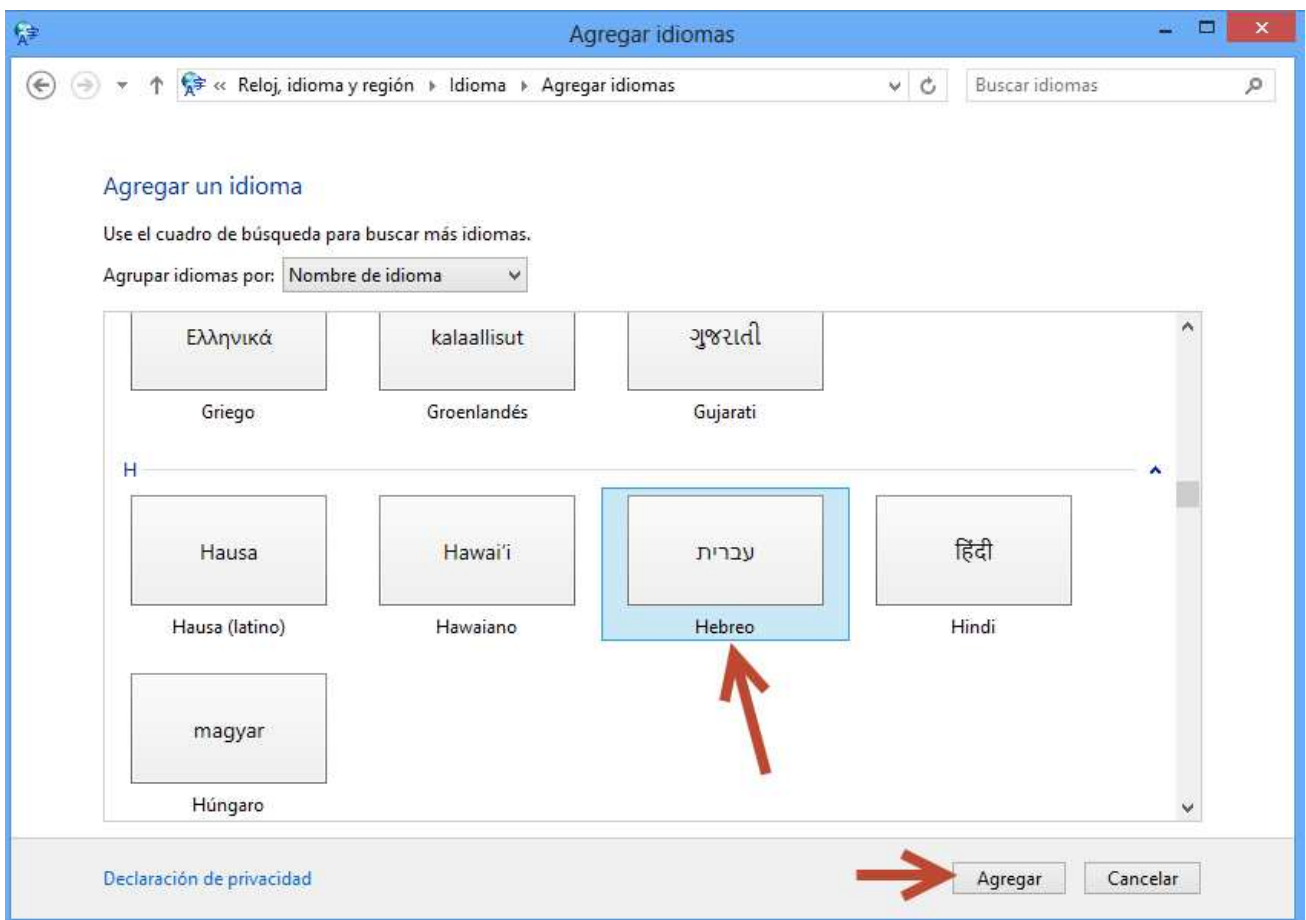 Agregar idiomas
« Reloj, idioma y región Idioma Agregar idiomas Buscar idiomas
Agregar un idioma
Use el cuadro de búsqueda para buscar más idiomas.
Agrupar idiomas por: Nombre de idioma
Ελληνικά kalaallisut ગુજરાતી
Griego Groenlandés Gujarati
H
Hausa Hawai'i עברית हिंदी
Hausa (latino) Hawaiano Hebreo Hindi
magyar
Húngaro
Declaración de privacidad Agregar Cancelar